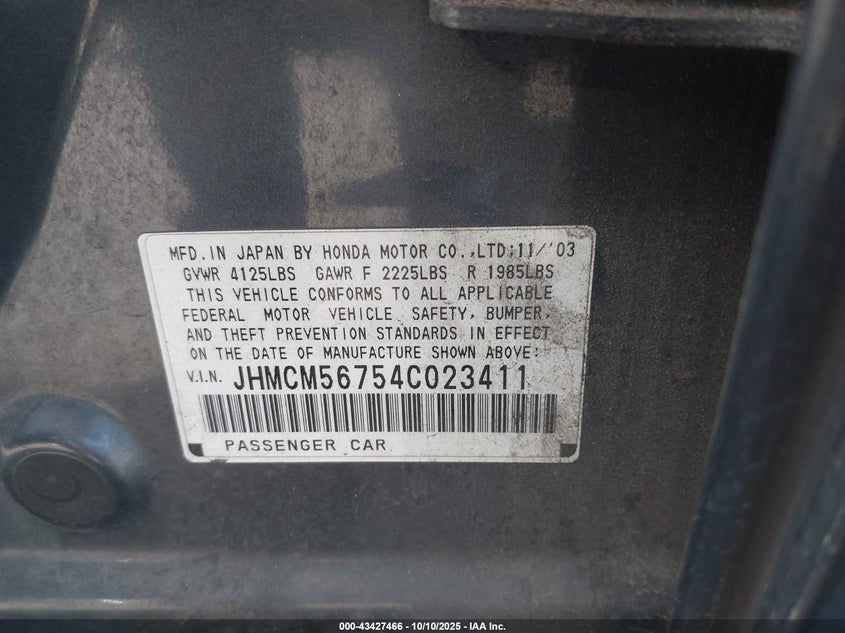 MFD. IN JAPAN BY HONDA MOTOR CO., LTD; 11/'03
GVWR 4125LBS GAWR F 2225LBS R 1985LBS
THIS VEHICLE CONFORMS TO ALL APPLICABLE
FEDERAL MOTOR VEHICLE SAFETY, BUMPER,
AND THEFT PREVENTION STANDARDS IN EFFECT
ON THE DATE OF MANUFACTURE SHOWN ABOVE:
V.I.N. JHMCM56754C023411
PASSENGER CAR
000-43427466 - 10/10/2025 - IAA Inc.